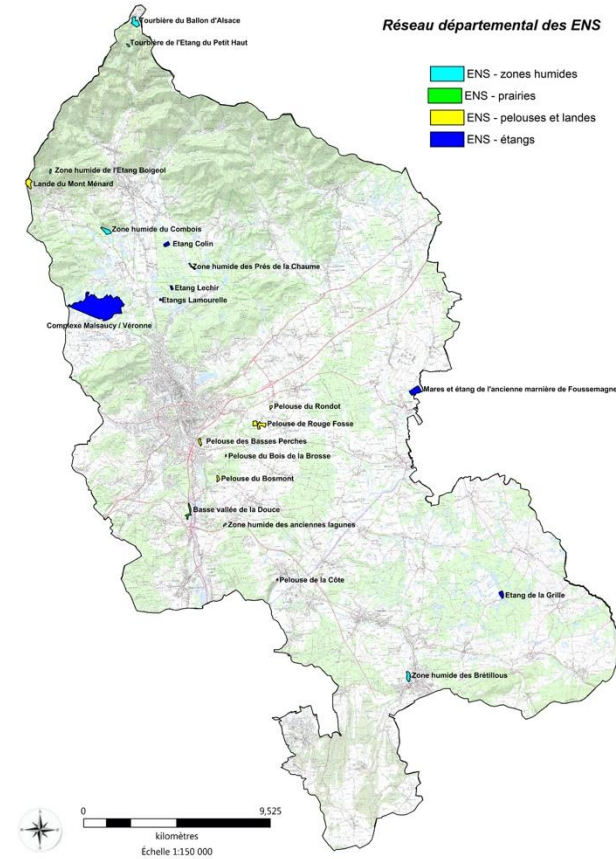 Réseau départemental des ENS
ENS - zones humides
ENS - prairies
ENS - pelouses et landes
ENS - étangs
Tourbière du Ballon d'Alsace
Tourbière de l'Etang du Petit Haut
Zone humide de l'Etang Boigeol
Lande du Mont Ménard
Zone humide du Combois
Etang Colin
Zone humide des Prés de la Chaume
Etang Lechir
Etangs Lamourelle
Complexe Malsaucy / Véronne
Mares et étang de l'ancienne marnière de Foussemagne
Pelouse du Rondot
Pelouse de Rouge Fosse
Pelouse des Basses Perches
Pelouse du Bois de la Brosse
Pelouse du Bosmont
Basse vallée de la Douce
Zone humide des anciennes lagunes
Pelouse de la Côte
Etang de la Grille
Zone humide des Brétillous
0 9,525
kilomètres
Échelle 1:150 000